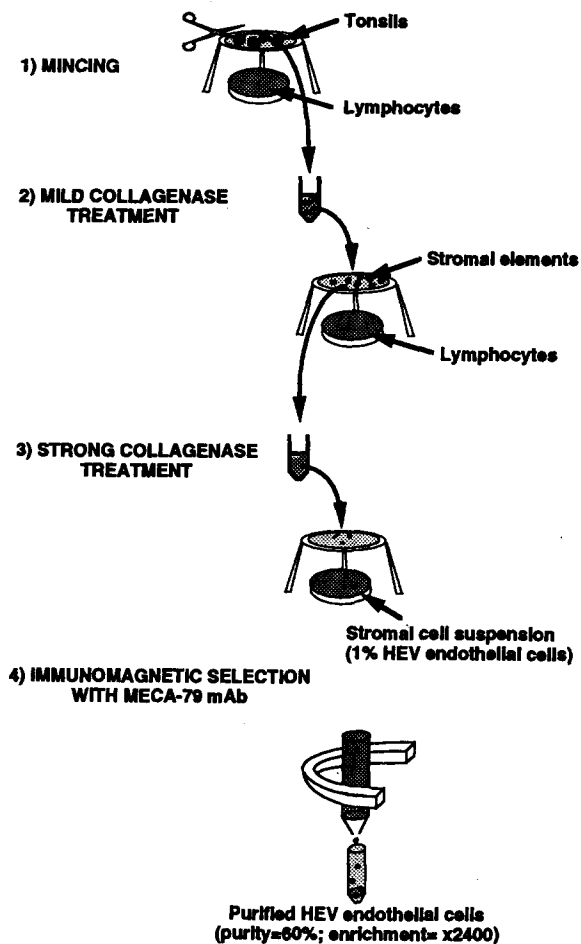 Tonsils
1) MINCING
Lymphocytes
2) MILD COLLAGENASE
TREATMENT
Stromal elements
Lymphocytes
3) STRONG COLLAGENASE
TREATMENT
Stromal cell suspension
(1% HEV endothelial cells)
4) IMMUNOMAGNETIC SELECTION
WITH MECA-79 mAb
Purified HEV endothelial cells
(purity=60%; enrichment= x2400)